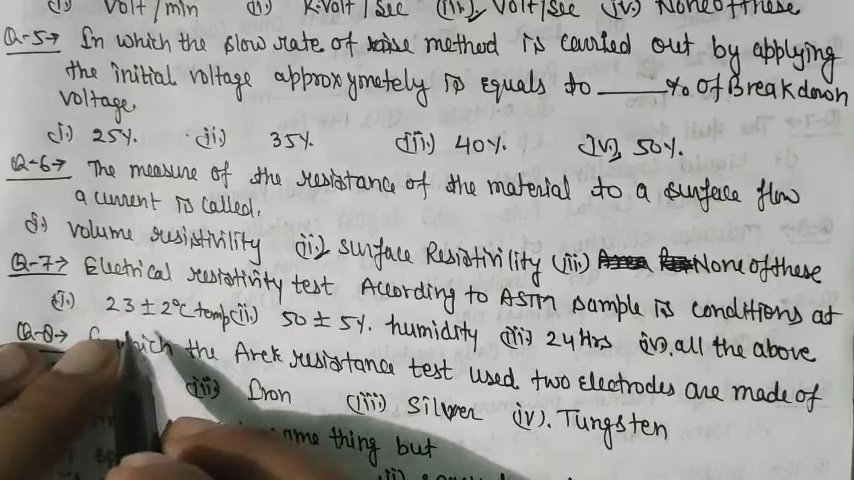 (i) Volt/min (ii) K.Volt/Sec (iii) Volt/Sec (iv) None of these
Q-5→ In which the slow rate of rise method is carried out by applying
the initial voltage approxymately is equals to ____% of Breakdown
voltage.
(i.) 25%. (ii.) 35%. (iii.) 40%. (iv.) 50%.
Q-6→ The measure of the resistance of the material to a surface flow
a current is called.
(i) volume resistivility (ii) Surface Resistivility (iii) None of these
Q-7→ Electrical resistivity test According to ASTM sample is conditions at
(i). 23 ± 2°C temp (ii) 50 ± 5%. humidity (iii) 24 Hrs (iv). all the above
Q-8→ which the Arek resistance test used two Electrodes are made of
(ii) Iron (iii) Silver (iv). Tungsten
same thing but